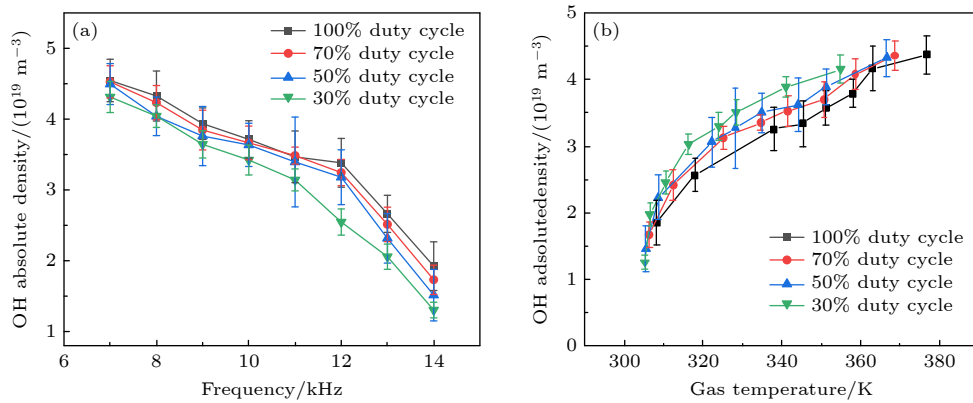 (a)
100% duty cycle
70% duty cycle
50% duty cycle
30% duty cycle
OH absolute density/(10¹⁹ m⁻³)
5
4
3
2
1
6
8
10
12
14
Frequency/kHz
(b)
100% duty cycle
70% duty cycle
50% duty cycle
30% duty cycle
OH adsolutedensity/(10¹⁹ m⁻³)
5
4
3
2
1
0
300
320
340
360
380
Gas temperature/K